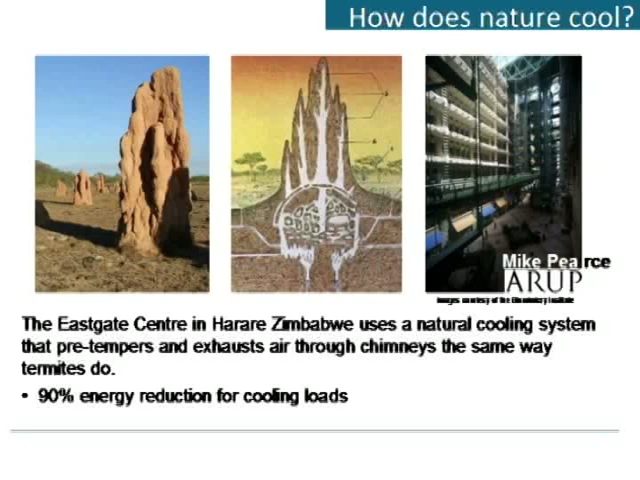 How does nature cool?
Mike Pearce
ARUP
Images courtesy of the Biomimicry Institute
The Eastgate Centre in Harare Zimbabwe uses a natural cooling system
that pre-tempers and exhausts air through chimneys the same way
termites do.
• 90% energy reduction for cooling loads